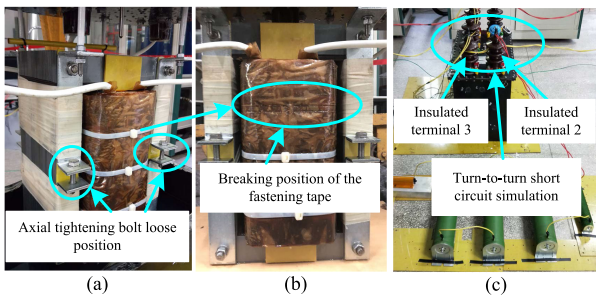 Axial tightening bolt loose
position
(a)
Breaking position of the
fastening tape
(b)
Insulated
terminal 3
Insulated
terminal 2
Turn-to-turn short
circuit simulation
(c)